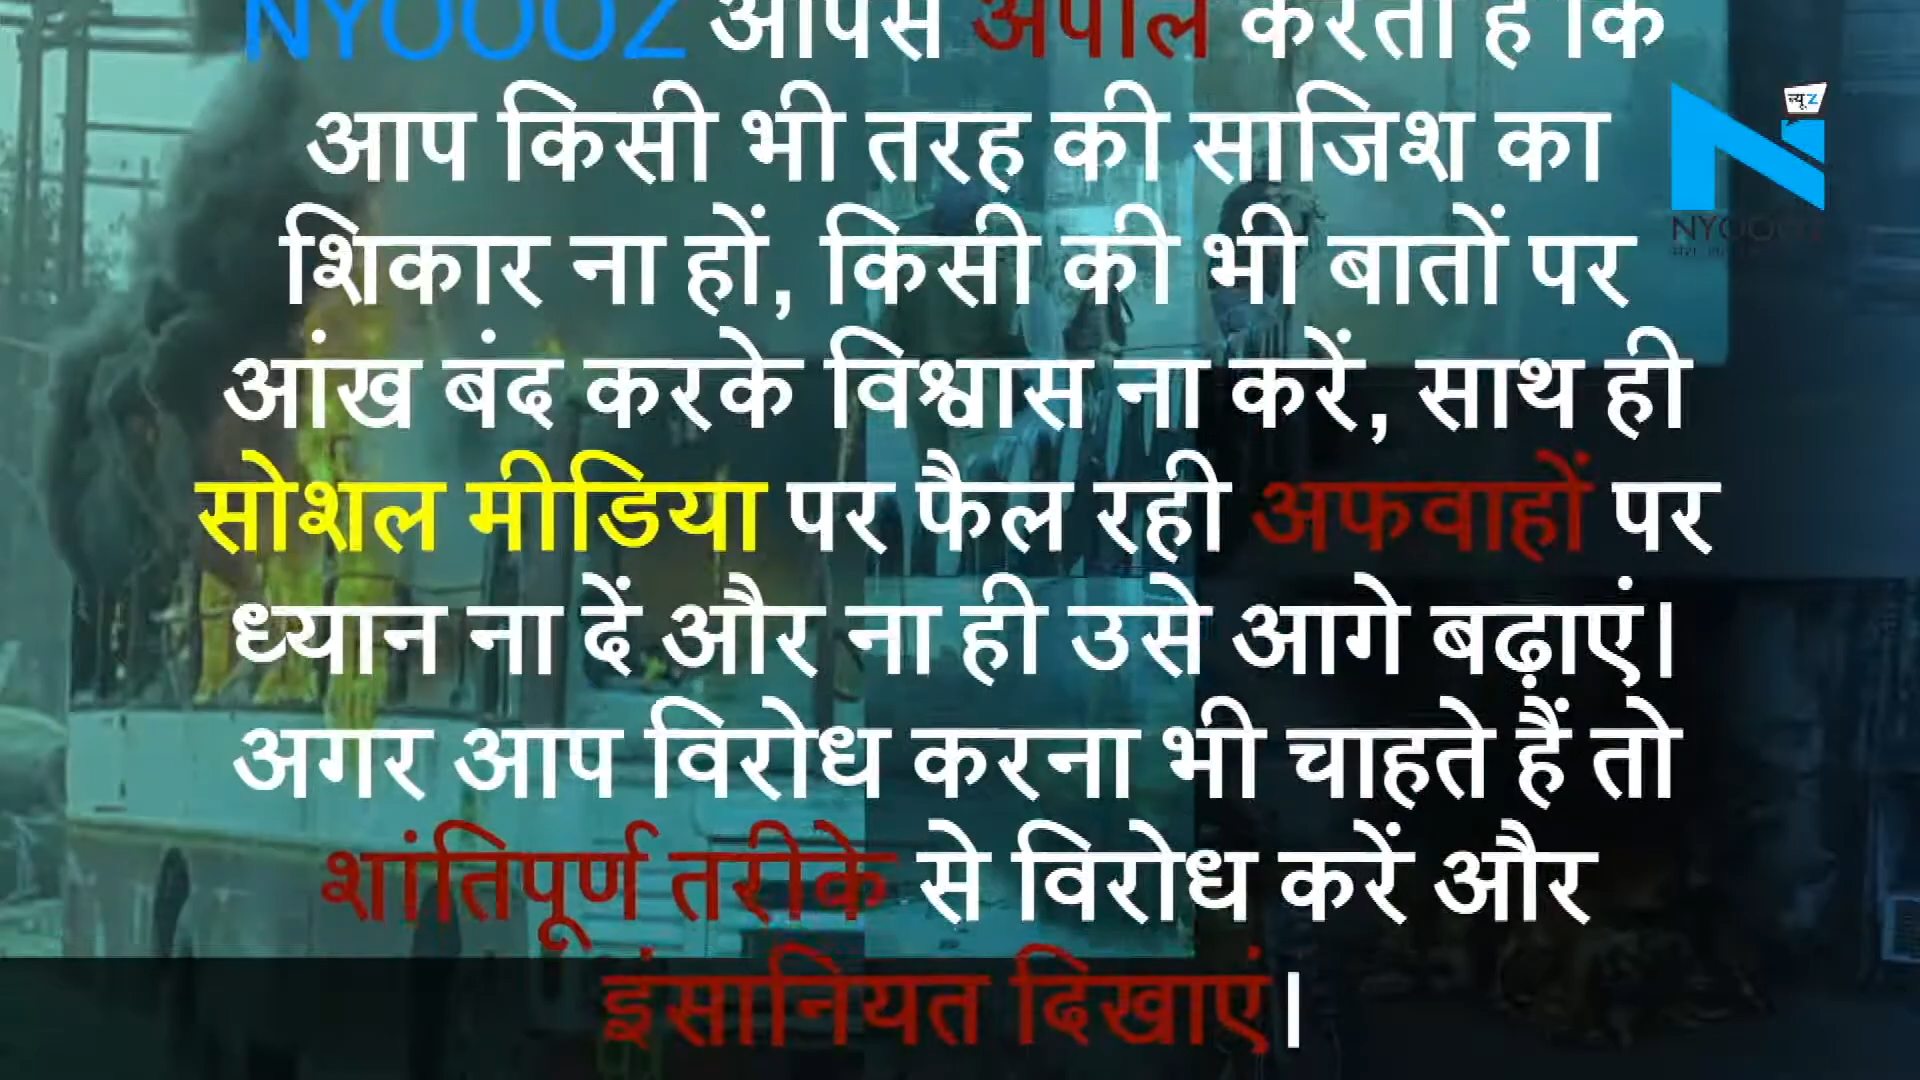 NYOOOZ आपसे अपील करता है कि
आप किसी भी तरह की साजिश का
शिकार ना हों, किसी की भी बातों पर
आंख बंद करके विश्वास ना करें, साथ ही
सोशल मीडिया पर फैल रही अफवाहों पर
ध्यान ना दें और ना ही उसे आगे बढ़ाएं।
अगर आप विरोध करना भी चाहते हैं तो
शांतिपूर्ण तरीके से विरोध करें और
इंसानियत दिखाएं।
न्यूZ
NYOOOZ